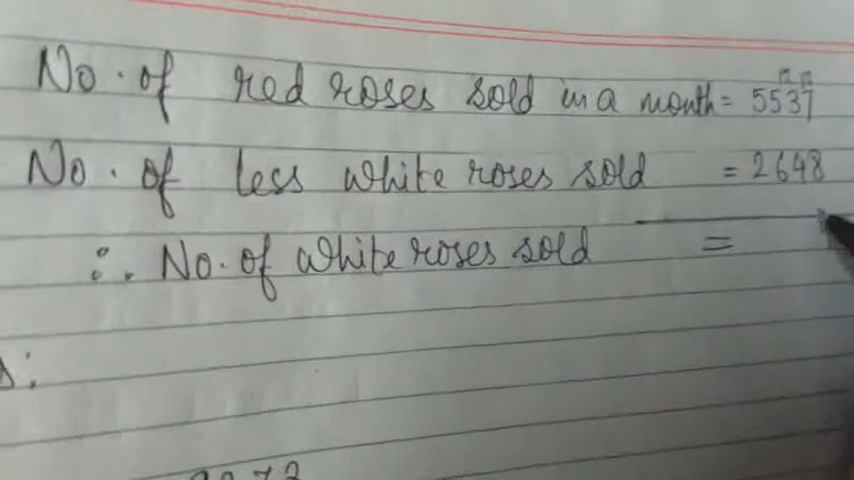 No. of red roses sold in a month = 5537
No. of less white roses sold = 2648
∴ No. of white roses sold =